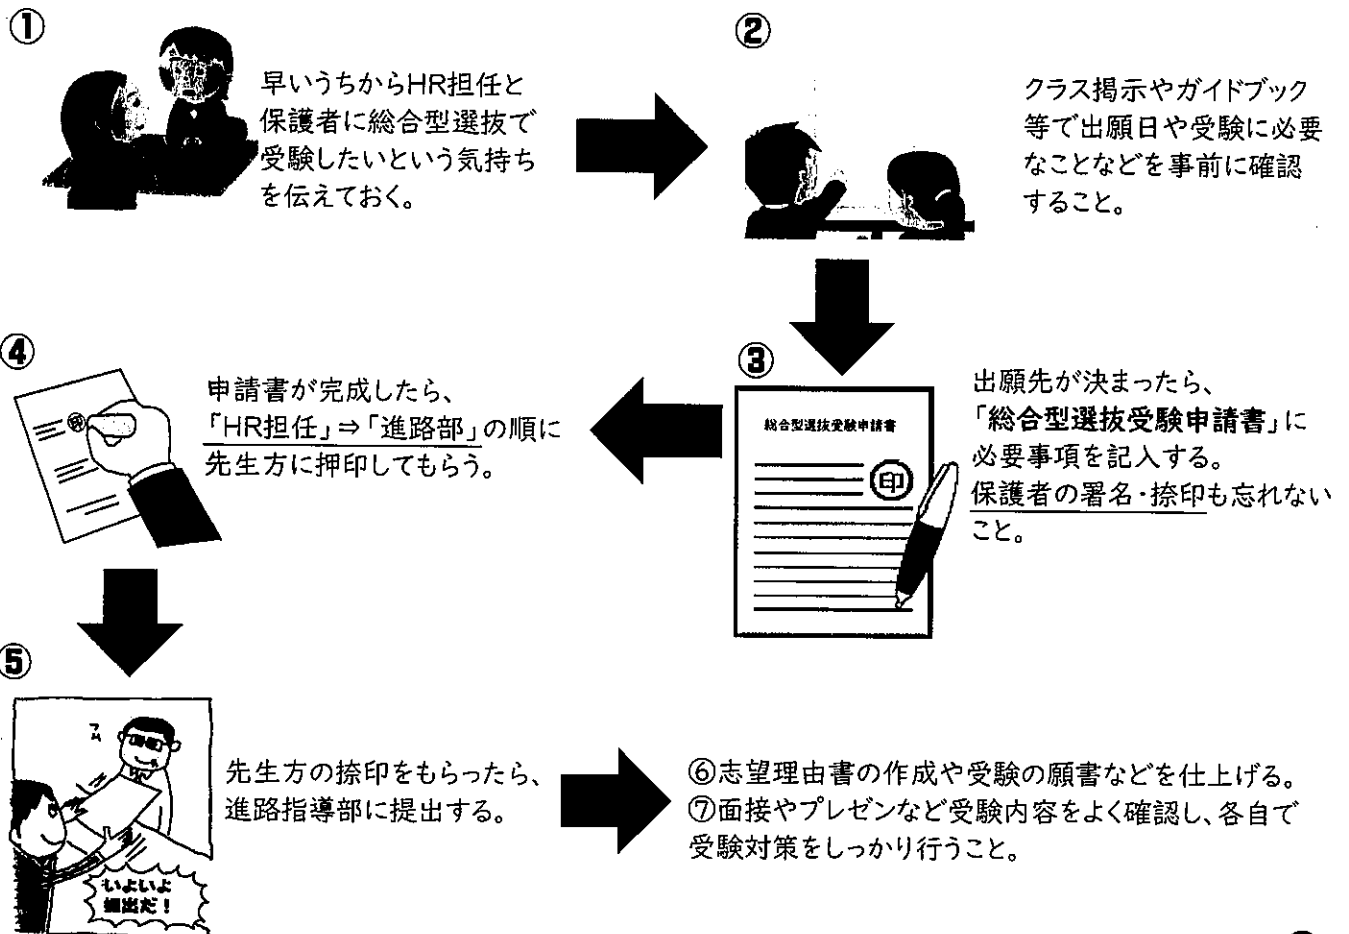 ①
早いうちからHR担任と
保護者に総合型選抜で
受験したいという気持ち
を伝えておく。
②
クラス掲示やガイドブック
等で出願日や受験に必要
なことなどを事前に確認
すること。
③
総合型選抜受験申請書
印
出願先が決まったら、
「総合型選抜受験申請書」に
必要事項を記入する。
保護者の署名・捺印も忘れない
こと。
④
印
申請書が完成したら、
「HR担任」⇒「進路部」の順に
先生方に押印してもらう。
⑤
いよいよ
提出だ！
先生方の捺印をもらったら、
進路指導部に提出する。
⑥志望理由書の作成や受験の願書などを仕上げる。
⑦面接やプレゼンなど受験内容をよく確認し、各自で
受験対策をしっかり行うこと。